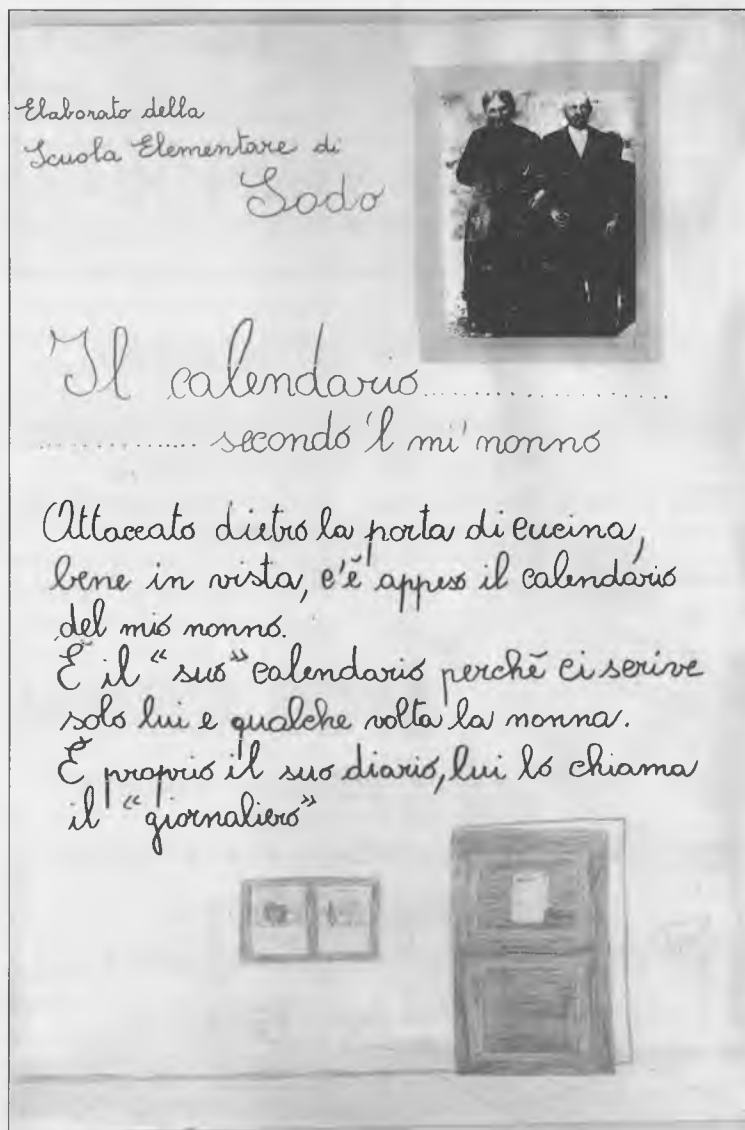 Elaborato della
Scuola Elementare di
Sodo
Il calendario....................
.............. secondo 'l mi' nonno
Attaccato dietro la porta di cucina,
bene in vista, c'è appeso il calendario
del mio nonno.
È il “suo” calendario perchè ci scrive
solo lui e qualche volta la nonna.
È proprio il suo diario, lui lo chiama
il “giornaliero”